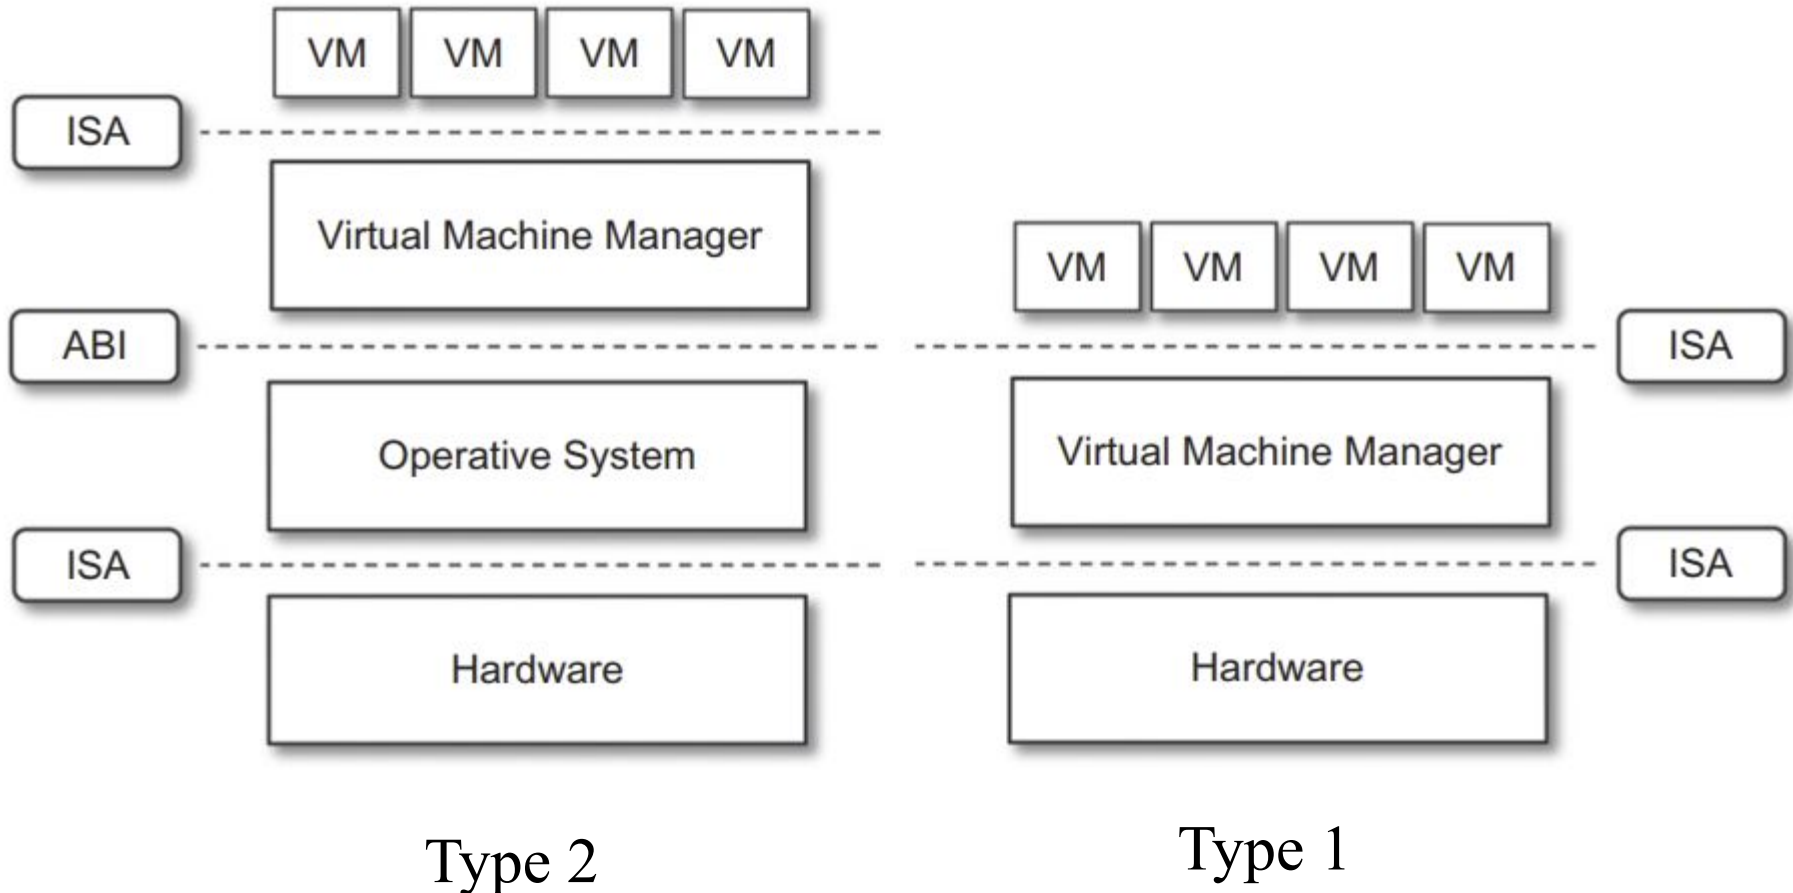 VM VM VM VM
ISA
Virtual Machine Manager
ABI
Operative System
ISA
Hardware
Type 2
VM VM VM VM
ISA
Virtual Machine Manager
ISA
Hardware
Type 1